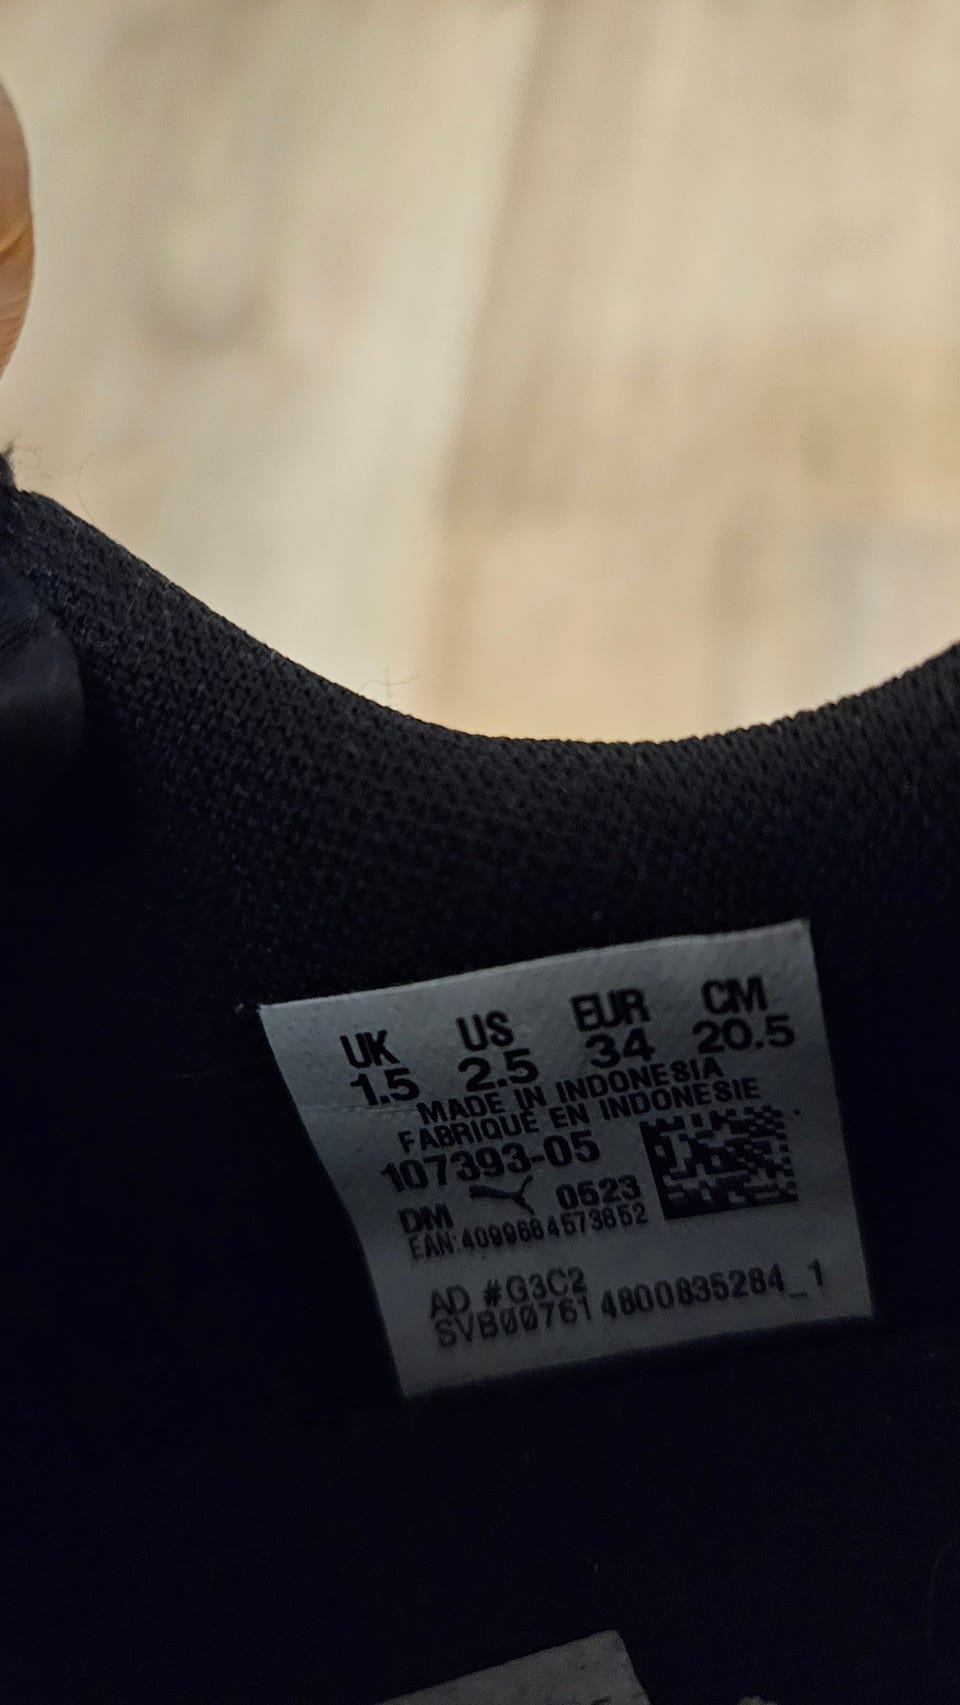 UK US EUR CM
1.5 2.5 34 20.5
MADE IN INDONESIA
FABRIQUÉ EN INDONESIE
107393-05
DM 0523
EAN:4099684573852
AD #G3C2
SVB00761 4800835284_1